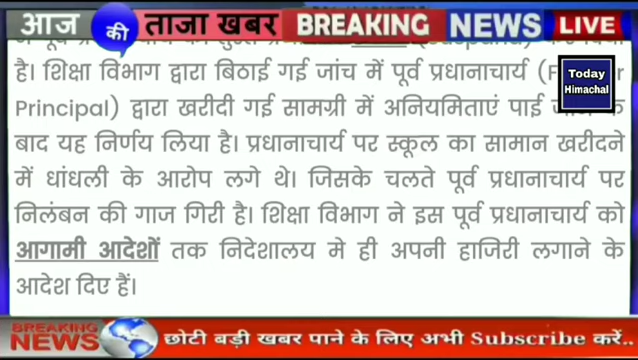 आज की ताजा खबर BREAKING NEWS LIVE
है। शिक्षा विभाग द्वारा बिठाई गई जांच में पूर्व प्रधानाचार्य
Today
Himachal
Principal) द्वारा खरीदी गई सामग्री में अनियमिताएं पाई
बाद यह निर्णय लिया है। प्रधानाचार्य पर स्कूल का सामान खरीदने
में धांधली के आरोप लगे थे। जिसके चलते पूर्व प्रधानाचार्य पर
निलंबन की गाज गिरी है। शिक्षा विभाग ने इस पूर्व प्रधानाचार्य को
आगामी आदेशों तक निदेशालय मे ही अपनी हाजिरी लगाने के
आदेश दिए हैं।
BREAKING
NEWS
छोटी बड़ी खबर पाने के लिए अभी Subscribe करें..